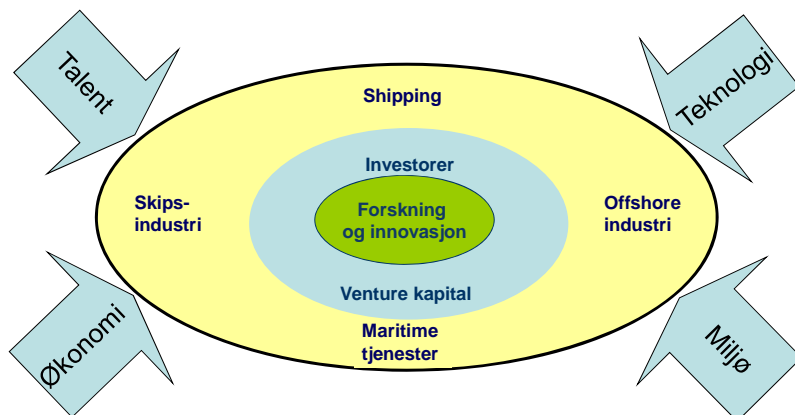 Talent
Teknologi
Shipping
Investorer
Skips-
industri
Forskning
og innovasjon
Offshore
industri
Venture kapital
Maritime
tjenester
Økonomi
Miljø